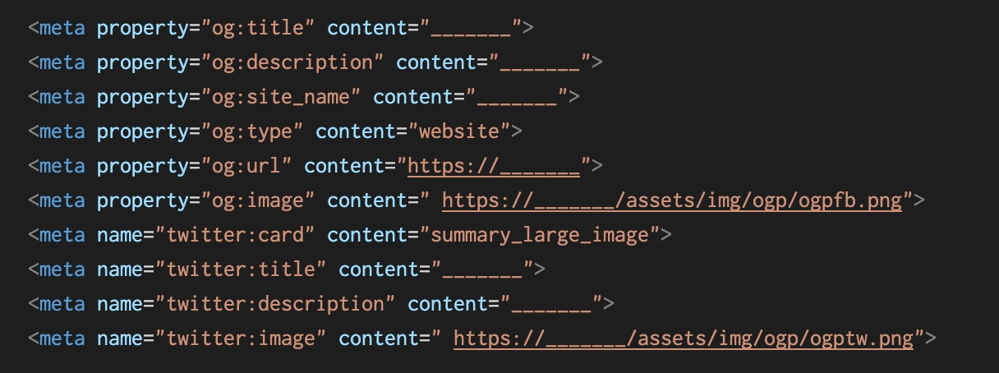 <meta property="og:title" content="_______">
<meta property="og:description" content="_______">
<meta property="og:site_name" content="_______">
<meta property="og:type" content="website">
<meta property="og:url" content="https://_______">
<meta property="og:image" content=" https://_______/assets/img/ogp/ogpfb.png">
<meta name="twitter:card" content="summary_large_image">
<meta name="twitter:title" content="_______">
<meta name="twitter:description" content="_______">
<meta name="twitter:image" content=" https://_______/assets/img/ogp/ogptw.png">